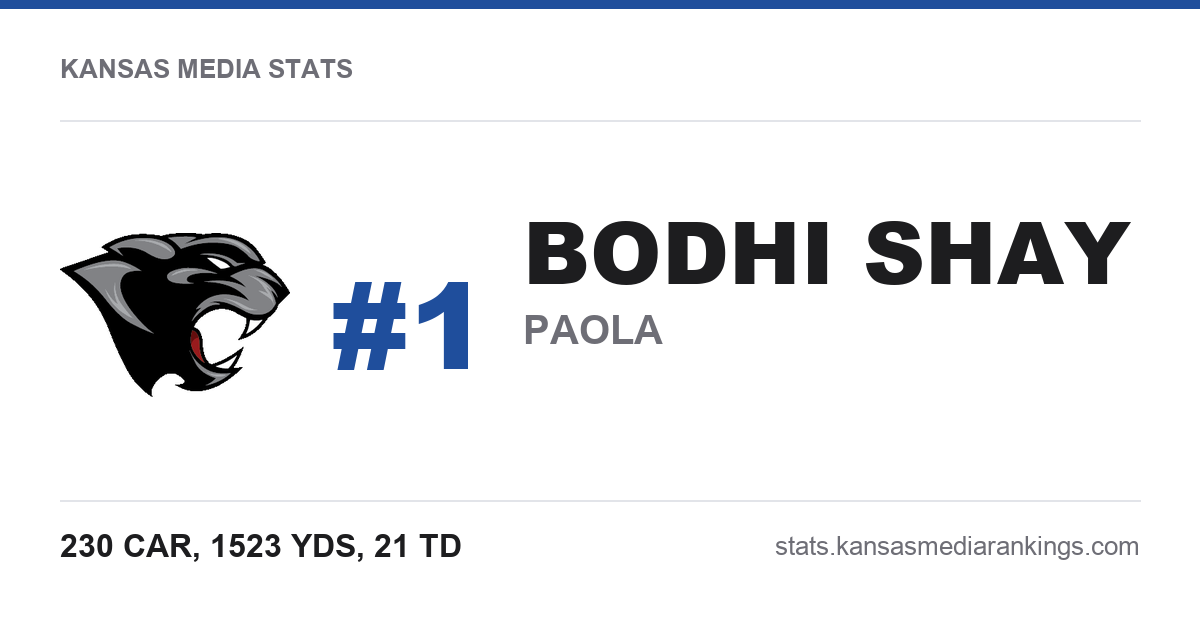 KANSAS MEDIA STATS
#1
BODHI SHAY
PAOLA
230 CAR, 1523 YDS, 21 TD
stats.kansasmediarankings.com